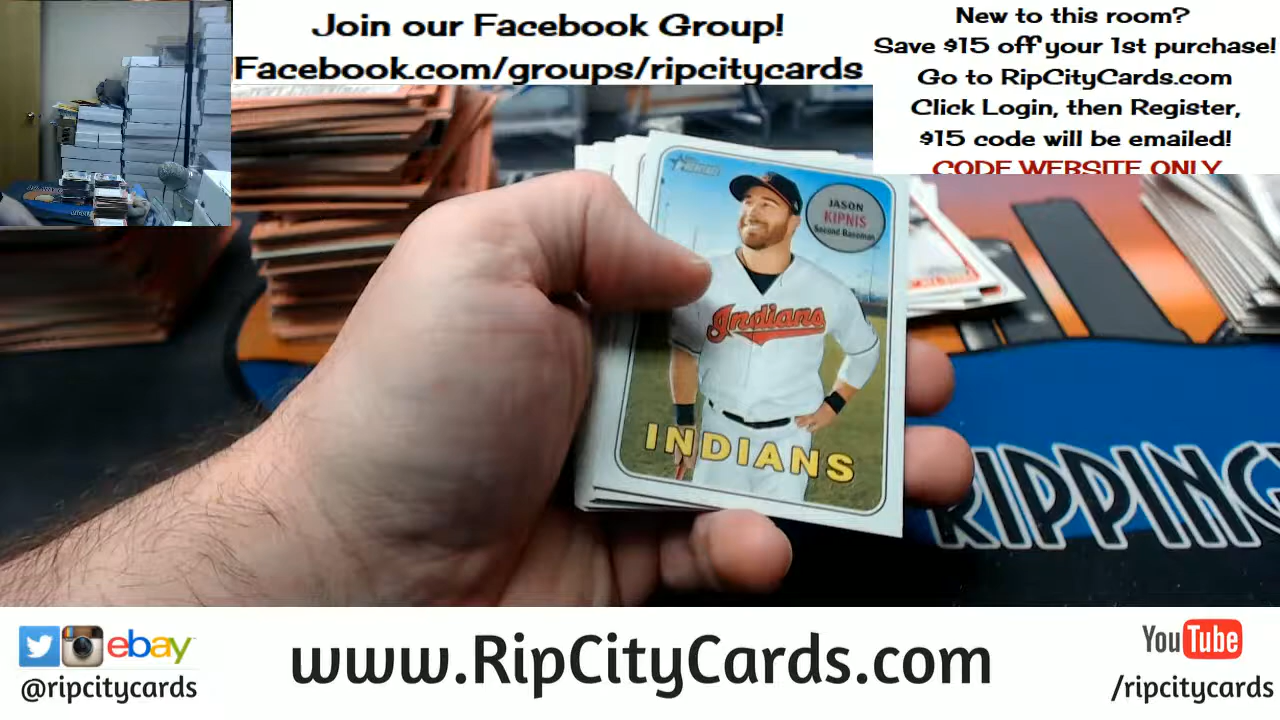 Join our Facebook Group!
Facebook.com/groups/ripcitycards
New to this room?
Save $15 off your 1st purchase!
Go to RipCityCards.com
Click Login, then Register,
$15 code will be emailed!
CODE WEBSITE ONLY
JASON
KIPNIS
Second Baseman
Indians
INDIANS
RIPPING
ebay
@ripcitycards
www.RipCityCards.com
YouTube
/ripcitycards